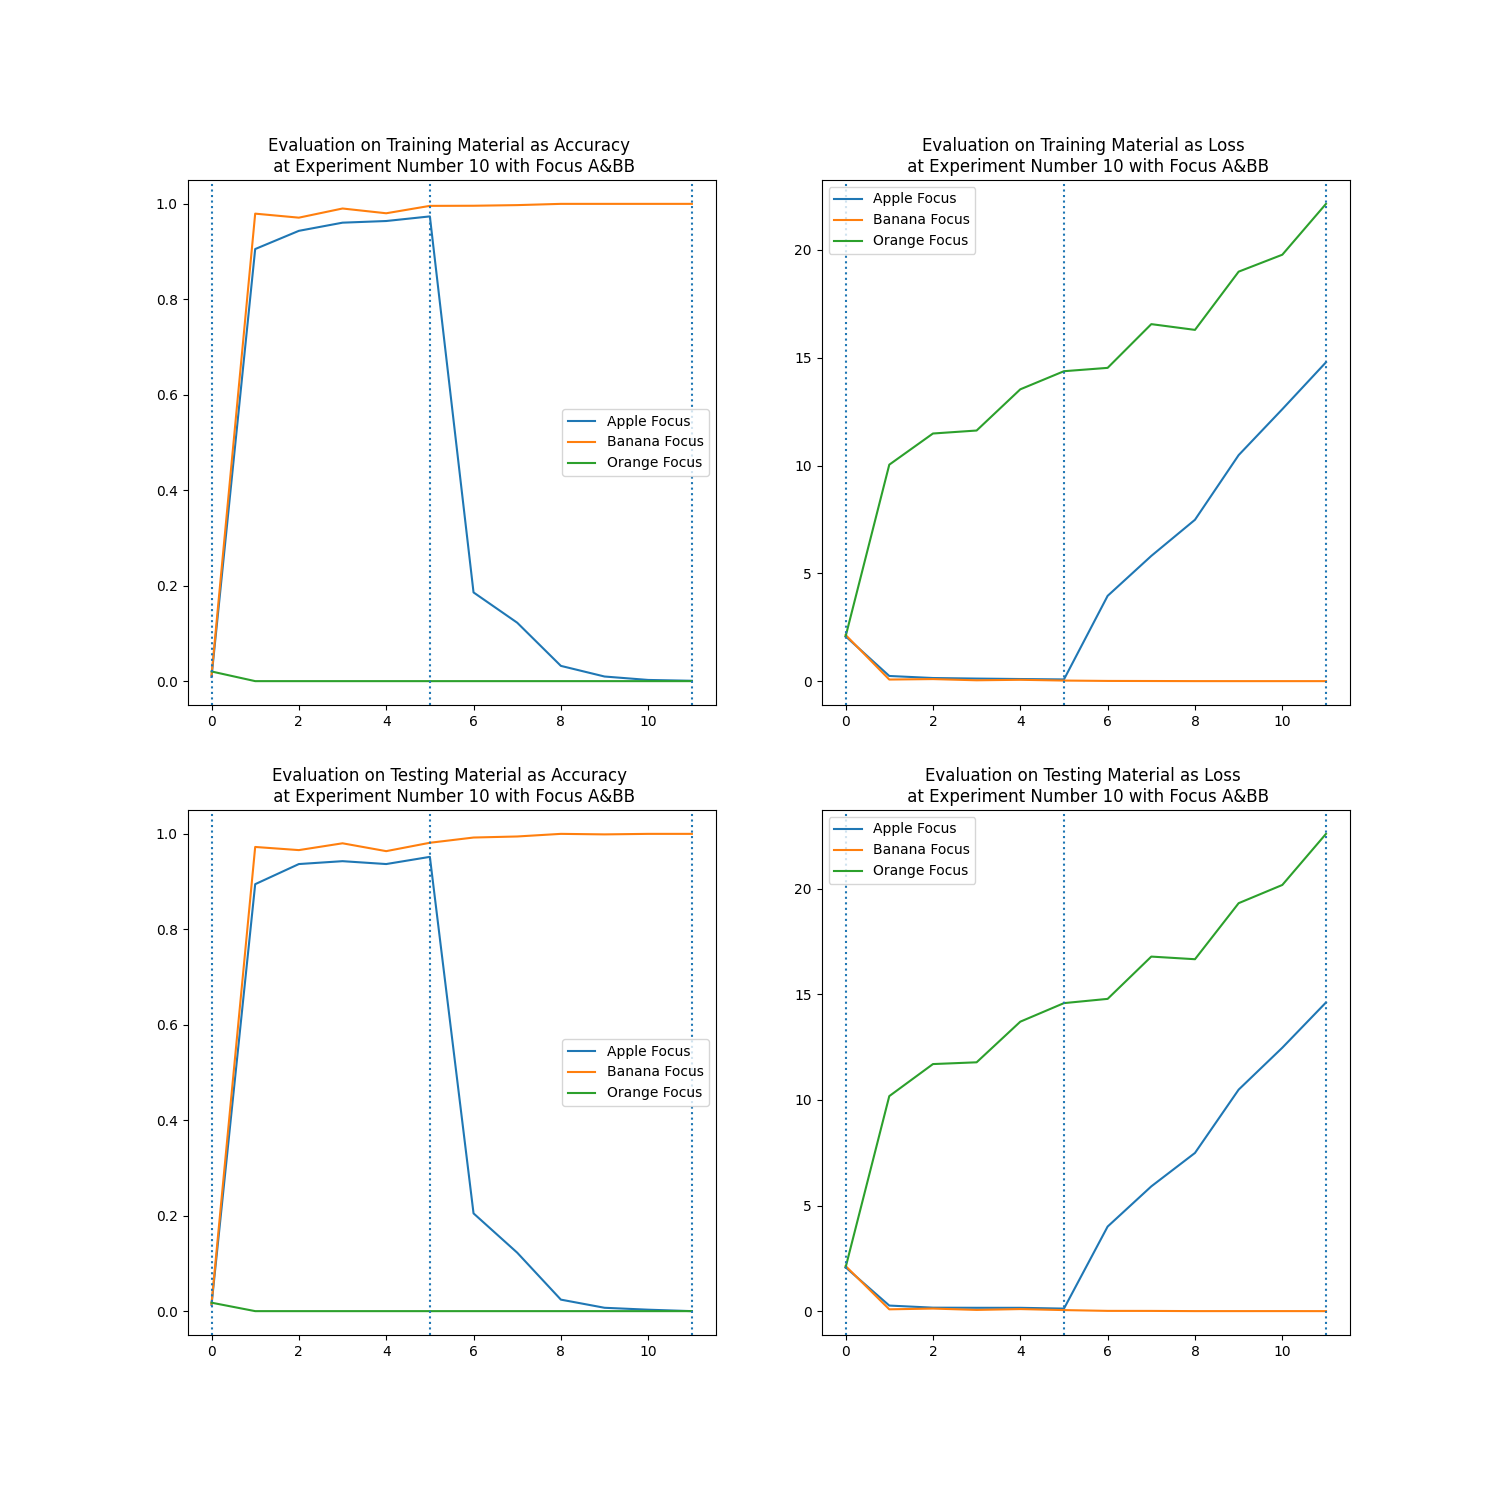 Evaluation on Training Material as Accuracy
at Experiment Number 10 with Focus A&BB
1.0
0.8
0.6
0.4
0.2
0.0
Apple Focus
Banana Focus
Orange Focus
0 2 4 6 8 10
Evaluation on Training Material as Loss
at Experiment Number 10 with Focus A&BB
Apple Focus
Banana Focus
Orange Focus
20
15
10
5
0
0 2 4 6 8 10
Evaluation on Testing Material as Accuracy
at Experiment Number 10 with Focus A&BB
1.0
0.8
0.6
0.4
0.2
0.0
Apple Focus
Banana Focus
Orange Focus
0 2 4 6 8 10
Evaluation on Testing Material as Loss
at Experiment Number 10 with Focus A&BB
Apple Focus
Banana Focus
Orange Focus
20
15
10
5
0
0 2 4 6 8 10